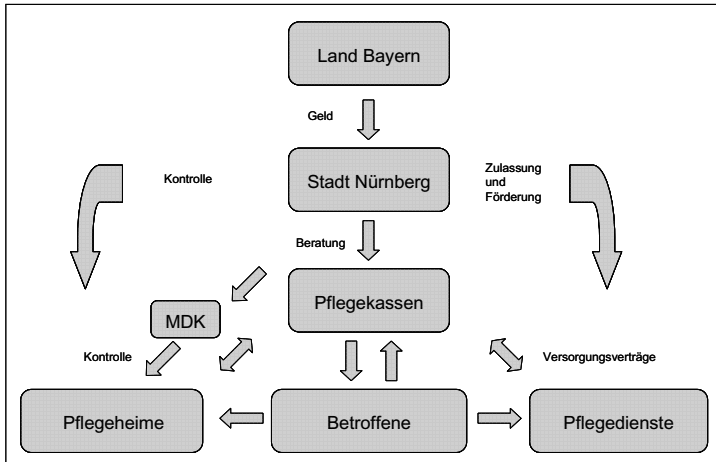 Land Bayern
Geld
Kontrolle
Stadt Nürnberg
Zulassung
und
Förderung
Beratung
Pflegekassen
MDK
Kontrolle
Versorgungsverträge
Pflegeheime
Betroffene
Pflegedienste